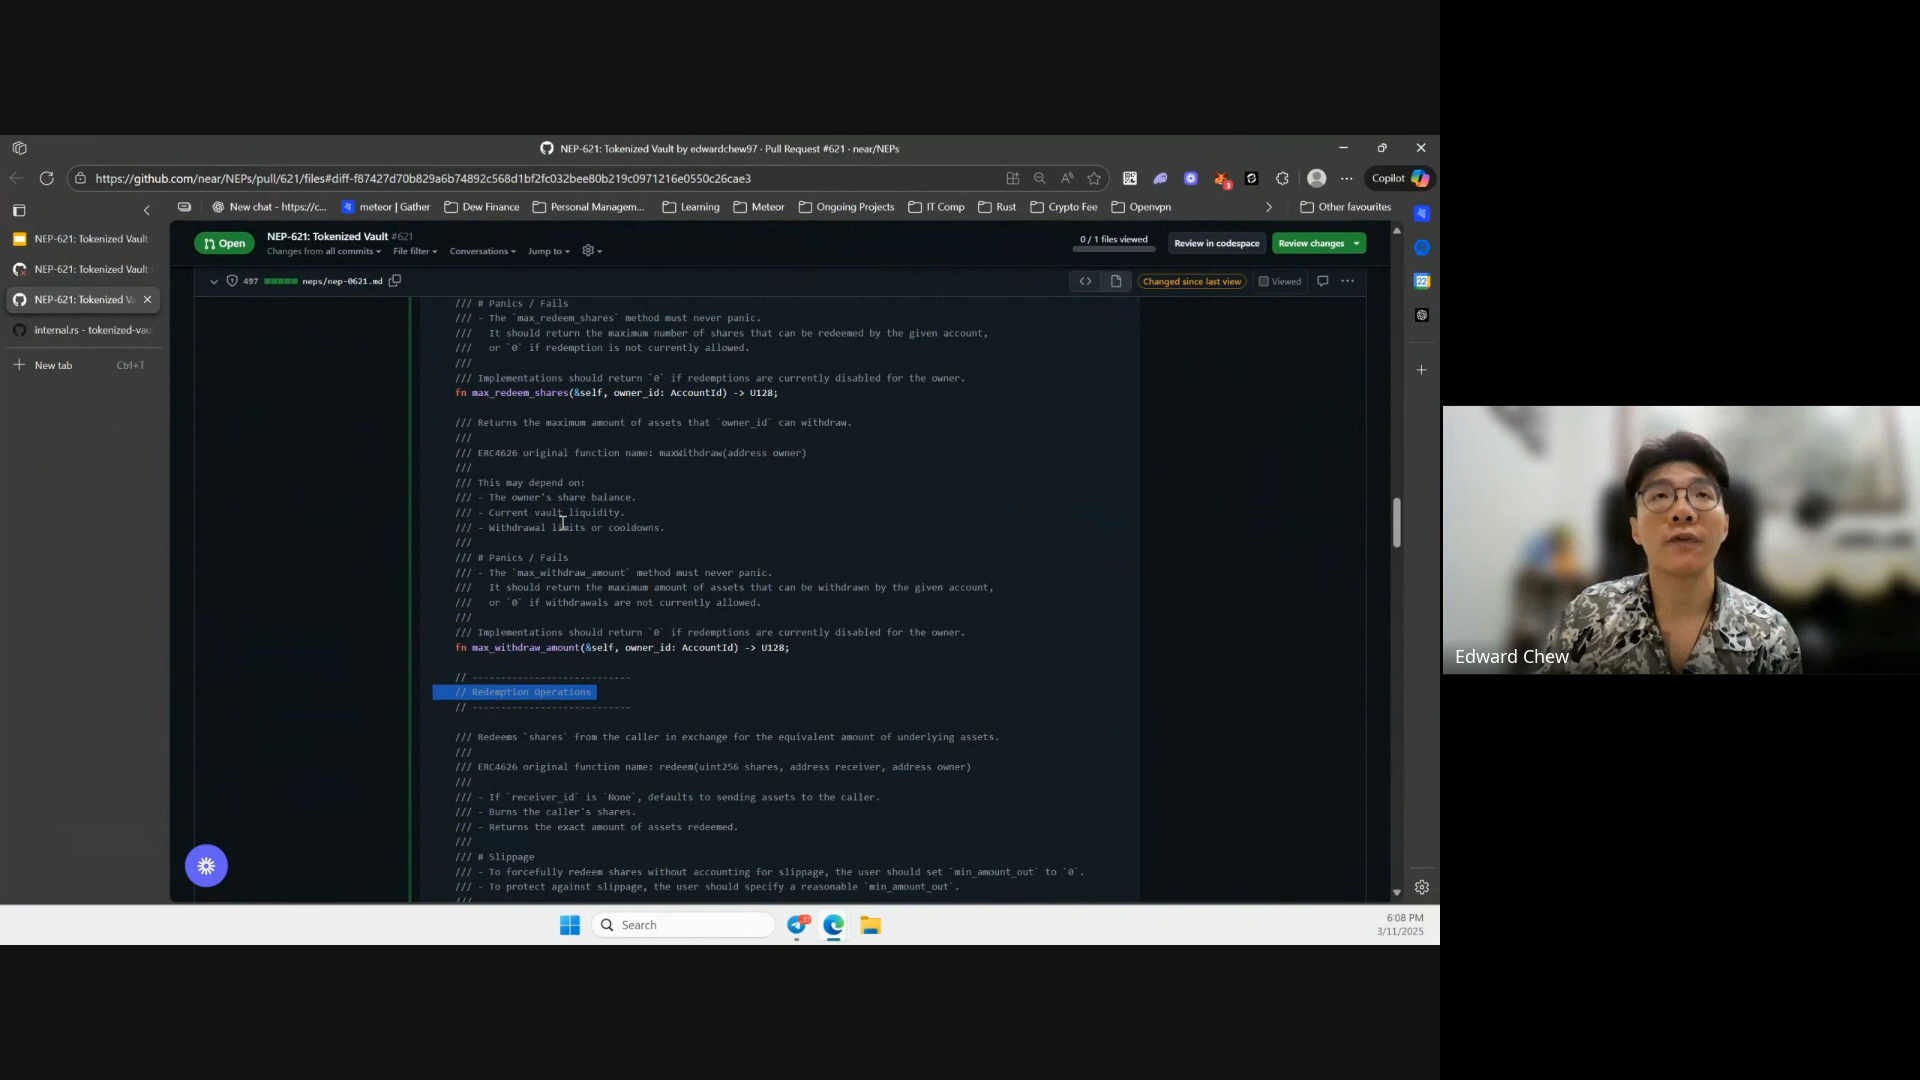 NEP-621: Tokenized Vault by edwardchew97 · Pull Request #621 · near/NEPs
https://github.com/near/NEPs/pull/621/files#diff-f87427d70b829a6b74892c568d1bf2fc032bee80b219c0971216e0550c26cae3
3
Copilot
New chat - https://c...
meteor | Gather
Dew Finance
Personal Managem...
Learning
Meteor
Ongoing Projects
IT Comp
Rust
Crypto Fee
Openvpn
Other favourites
NEP-621: Tokenized Vault
NEP-621: Tokenized Vault
NEP-621: Tokenized Va
internal.rs - tokenized-vau
New tab Ctrl+T
Open
NEP-621: Tokenized Vault #621
Changes from all commits
File filter
Conversations
Jump to
0 / 1 files viewed
Review in codespace
Review changes
497 neps/nep-0621.md
Changed since last view
Viewed
22
/// # Panics / Fails
/// - The `max_redeem_shares` method must never panic.
///   It should return the maximum number of shares that can be redeemed by the given account,
///   or `0` if redemption is not currently allowed.
///
/// Implementations should return `0` if redemptions are currently disabled for the owner.
fn max_redeem_shares(&self, owner_id: AccountId) -> U128;
/// Returns the maximum amount of assets that `owner_id` can withdraw.
///
/// ERC4626 original function name: maxWithdraw(address owner)
///
/// This may depend on:
/// - The owner's share balance.
/// - Current vault liquidity.
/// - Withdrawal limits or cooldowns.
///
/// # Panics / Fails
/// - The `max_withdraw_amount` method must never panic.
///   It should return the maximum amount of assets that can be withdrawn by the given account,
///   or `0` if withdrawals are not currently allowed.
///
/// Implementations should return `0` if redemptions are currently disabled for the owner.
fn max_withdraw_amount(&self, owner_id: AccountId) -> U128;
// ----------------------------
// Redemption Operations
// ----------------------------
/// Redeems `shares` from the caller in exchange for the equivalent amount of underlying assets.
///
/// ERC4626 original function name: redeem(uint256 shares, address receiver, address owner)
///
/// - If `receiver_id` is `None`, defaults to sending assets to the caller.
/// - Burns the caller's shares.
/// - Returns the exact amount of assets redeemed.
///
/// # Slippage
/// - To forcefully redeem shares without accounting for slippage, the user should set `min_amount_out` to `0`.
/// - To protect against slippage, the user should specify a reasonable `min_amount_out`.
Edward Chew
Search
6:08 PM
3/11/2025